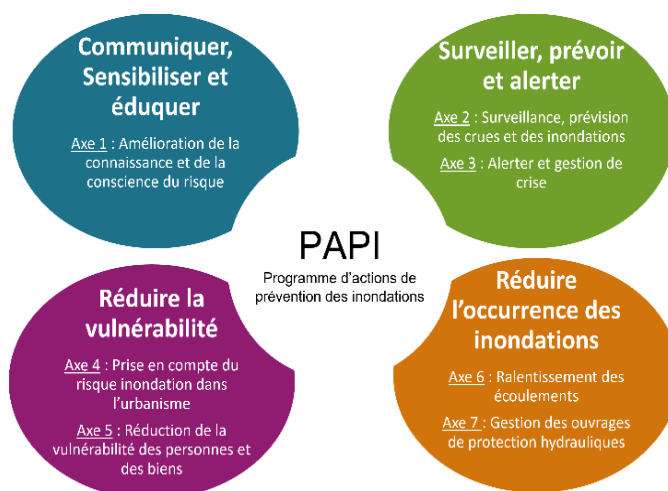 Communiquer,
Sensibiliser et
éduquer
Axe 1 : Amélioration de la
connaissance et de la
conscience du risque
Surveiller, prévoir
et alerter
Axe 2 : Surveillance, prévision
des crues et des inondations
Axe 3 : Alerter et gestion de
crise
PAPI
Programme d'actions de
prévention des inondations
Réduire la
vulnérabilité
Axe 4 : Prise en compte du
risque inondation dans
l'urbanisme
Axe 5 : Réduction de la
vulnérabilité des personnes et
des biens
Réduire
l'occurrence des
inondations
Axe 6 : Ralentissement des
écoulements
Axe 7 : Gestion des ouvrages
de protection hydrauliques